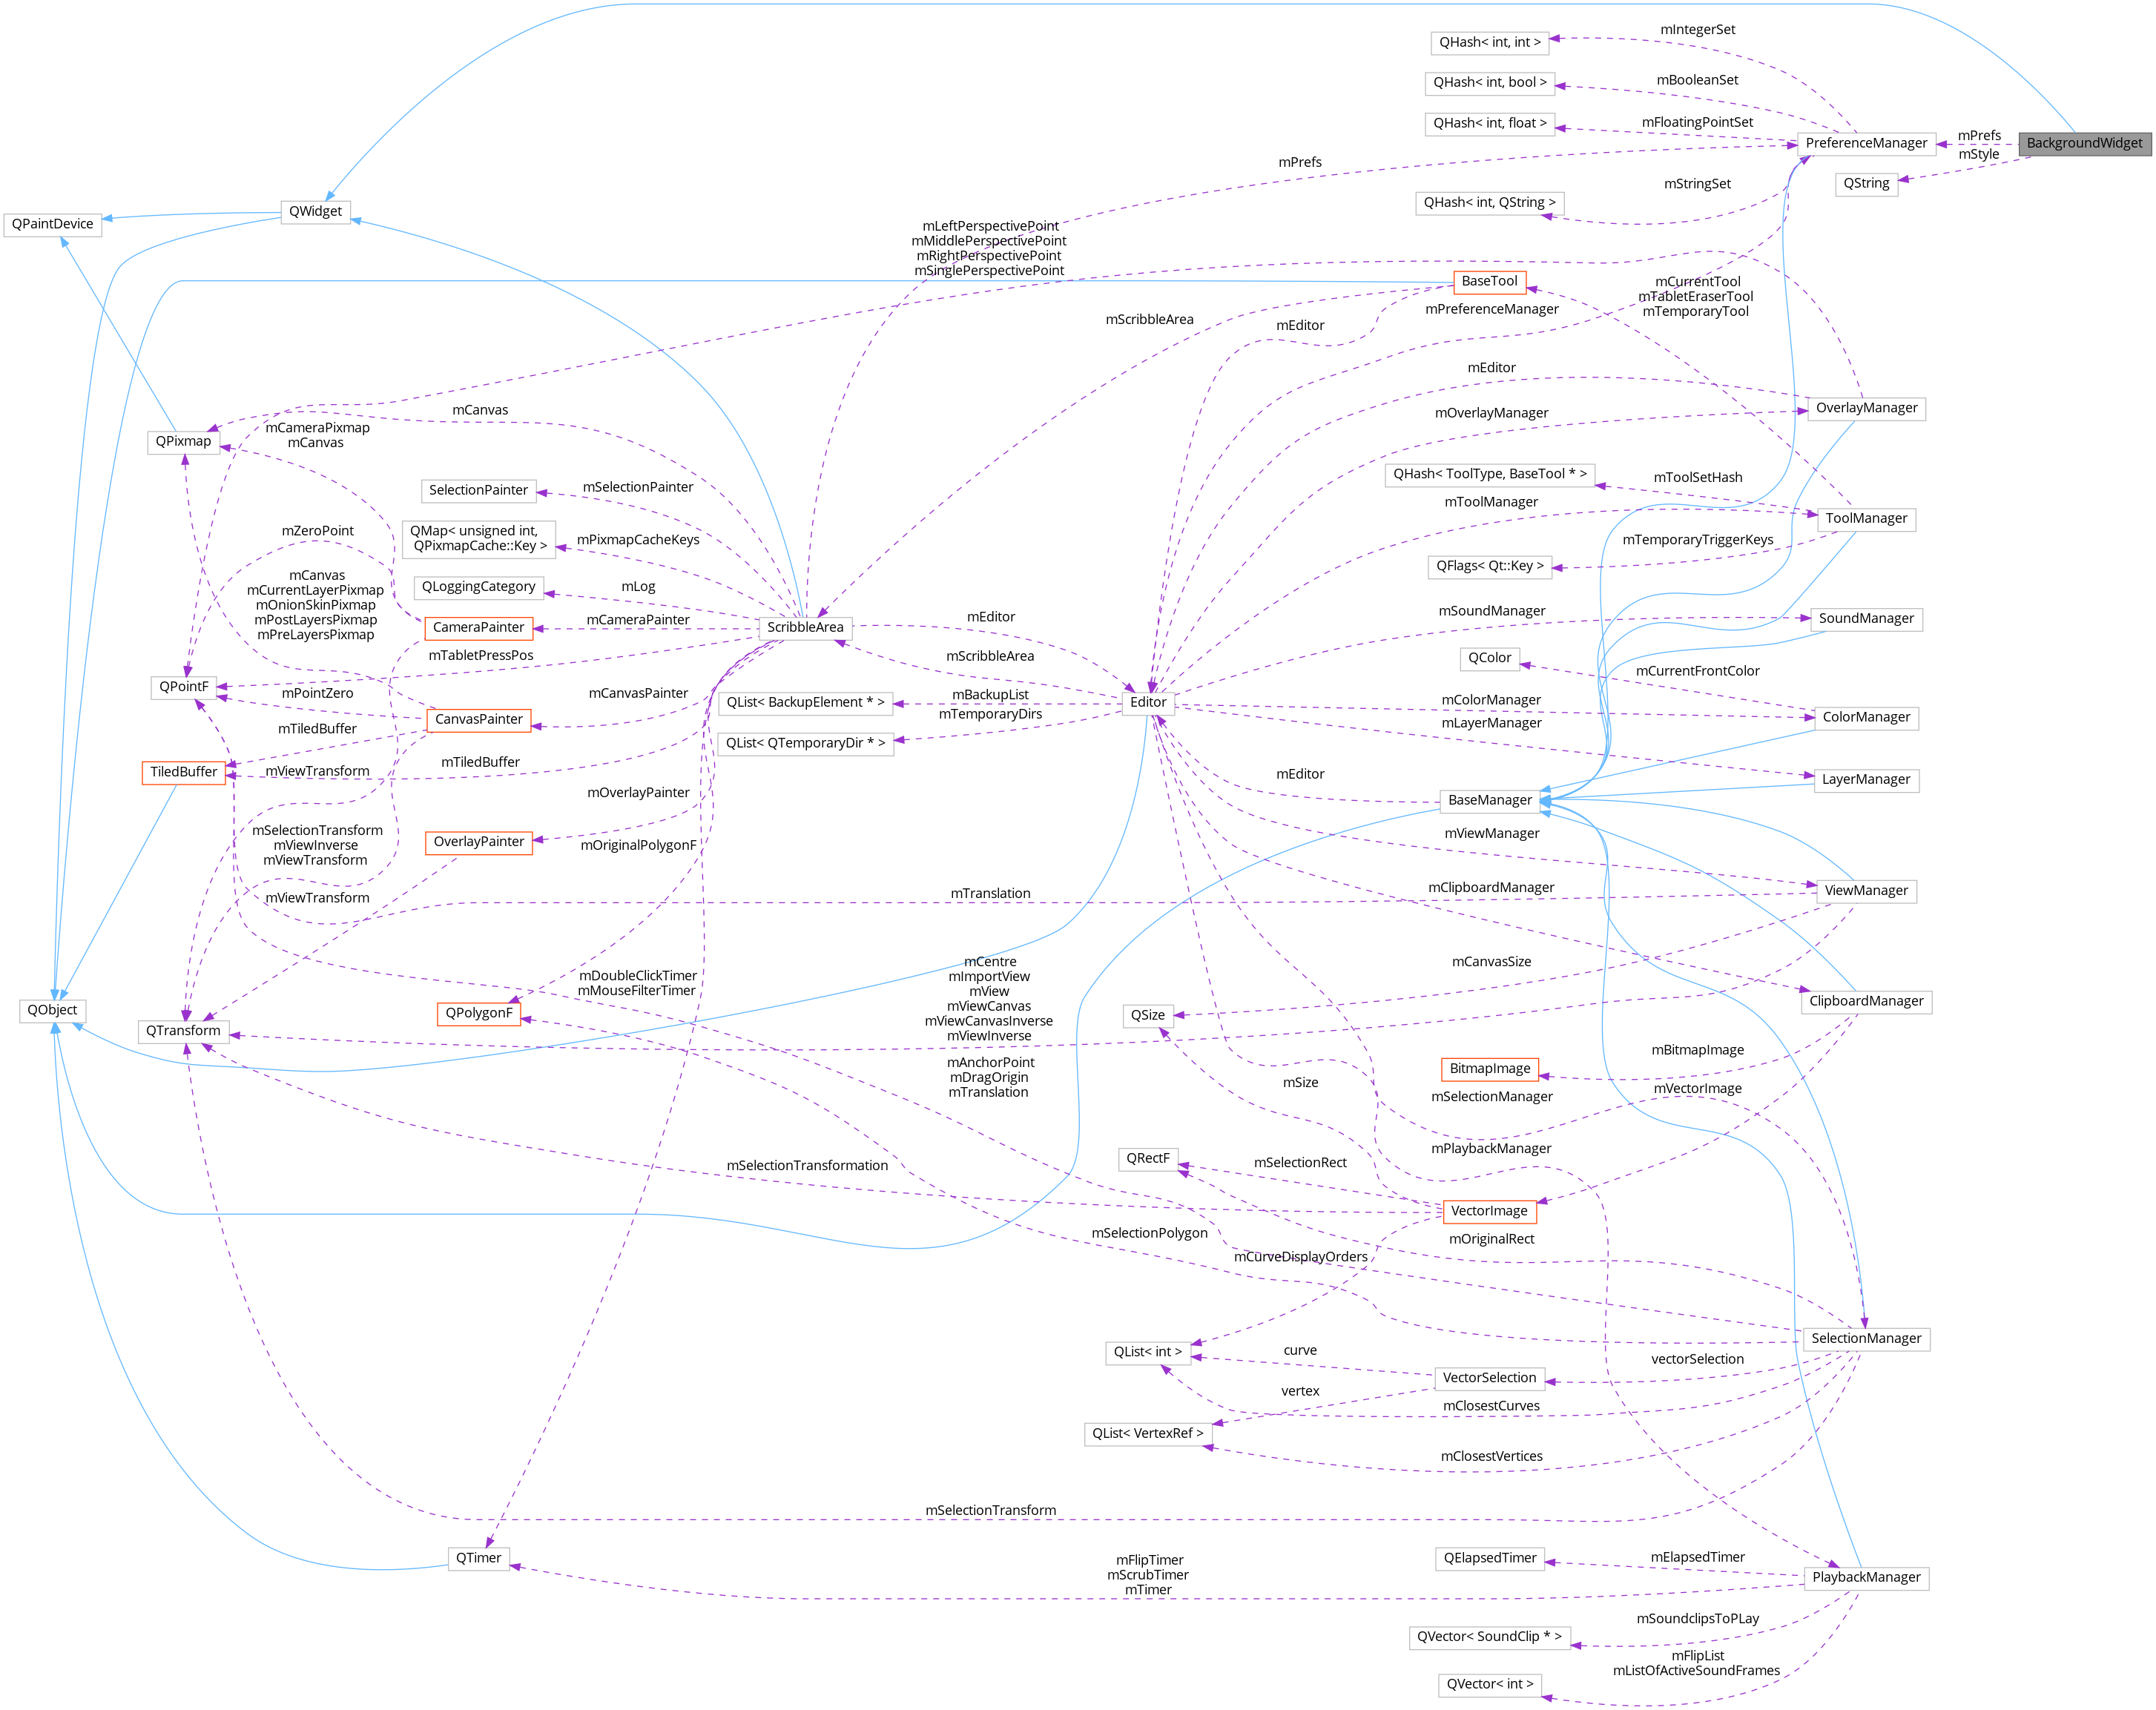 mIntegerSet
QHash< int, int >
mBooleanSet
QHash< int, bool >
mFloatingPointSet
QHash< int, float >
PreferenceManager
mPrefs
BackgroundWidget
mStyle
QString
mPrefs
mStringSet
QHash< int, QString >
QWidget
QPaintDevice
mLeftPerspectivePoint
mMiddlePerspectivePoint
mRightPerspectivePoint
mSinglePerspectivePoint
BaseTool
mCurrentTool
mTabletEraserTool
mTemporaryTool
mPreferenceManager
mScribbleArea
mEditor
mEditor
OverlayManager
mOverlayManager
mCanvas
QPixmap
mCameraPixmap
mCanvas
SelectionPainter
mSelectionPainter
QHash< ToolType, BaseTool * >
mToolSetHash
mToolManager
ToolManager
QMap< unsigned int,
QPixmapCache::Key >
mPixmapCacheKeys
mZeroPoint
mTemporaryTriggerKeys
QFlags< Qt::Key >
mCanvas
mCurrentLayerPixmap
mOnionSkinPixmap
mPostLayersPixmap
mPreLayersPixmap
QLoggingCategory
mLog
CameraPainter
mCameraPainter
ScribbleArea
mEditor
mSoundManager
SoundManager
mTabletPressPos
mScribbleArea
QColor
mCurrentFrontColor
QPointF
mPointZero
CanvasPainter
mCanvasPainter
QList< BackupElement * >
mBackupList
mTemporaryDirs
Editor
mColorManager
ColorManager
mTiledBuffer
QList< QTemporaryDir * >
mLayerManager
TiledBuffer
mViewTransform
mTiledBuffer
mEditor
LayerManager
BaseManager
mOverlayPainter
mSelectionTransform
mViewInverse
mViewTransform
OverlayPainter
mOriginalPolygonF
mViewManager
ViewManager
mViewTransform
mTranslation
mClipboardManager
mDoubleClickTimer
mMouseFilterTimer
mCentre
mImportView
mView
mViewCanvas
mViewCanvasInverse
mViewInverse
mCanvasSize
ClipboardManager
QObject
QTransform
QPolygonF
QSize
mAnchorPoint
mDragOrigin
mTranslation
mSize
BitmapImage
mBitmapImage
mSelectionManager
mVectorImage
mPlaybackManager
QRectF
mSelectionRect
mSelectionTransformation
VectorImage
mOriginalRect
mSelectionPolygon
mCurveDisplayOrders
SelectionManager
QList< int >
curve
VectorSelection
vectorSelection
vertex
mClosestCurves
QList< VertexRef >
mClosestVertices
mSelectionTransform
QTimer
mFlipTimer
mScrubTimer
mTimer
QElapsedTimer
mElapsedTimer
PlaybackManager
mSoundclipsToPLay
QVector< SoundClip * >
mFlipList
mListOfActiveSoundFrames
QVector< int >